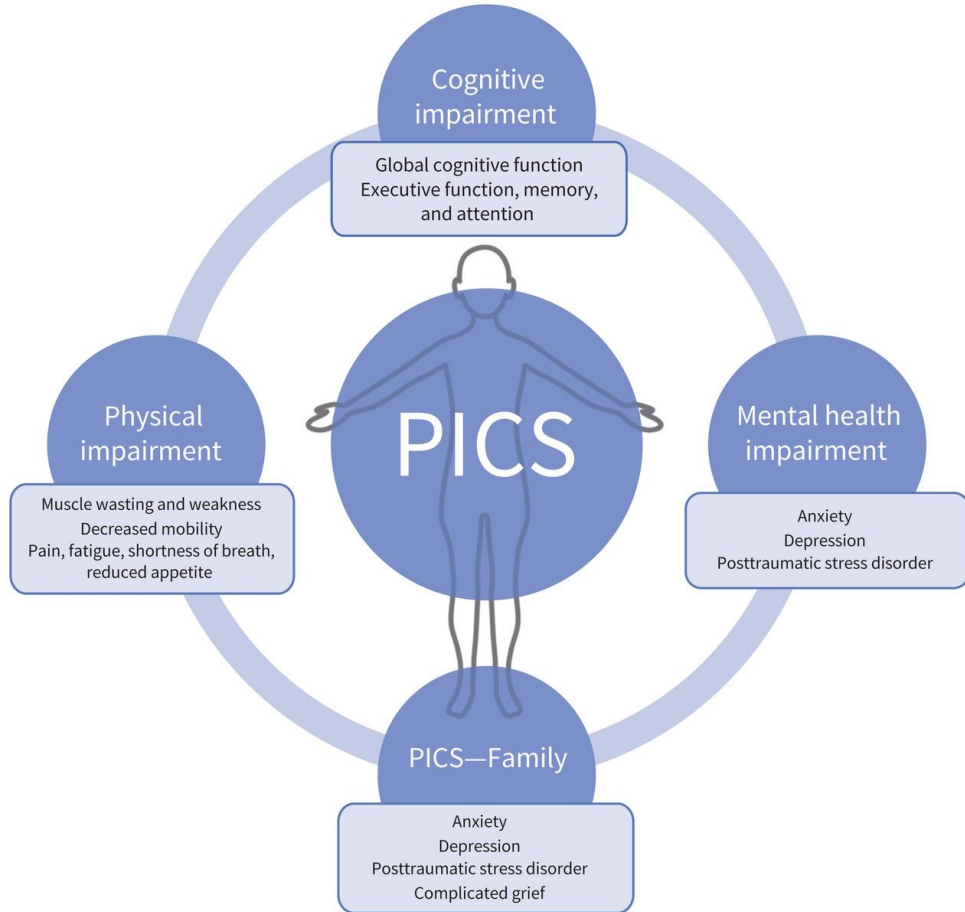 Cognitive
impairment
Global cognitive function
Executive function, memory,
and attention
Physical
impairment
Muscle wasting and weakness
Decreased mobility
Pain, fatigue, shortness of breath,
reduced appetite
PICS
Mental health
impairment
Anxiety
Depression
Posttraumatic stress disorder
PICS—Family
Anxiety
Depression
Posttraumatic stress disorder
Complicated grief